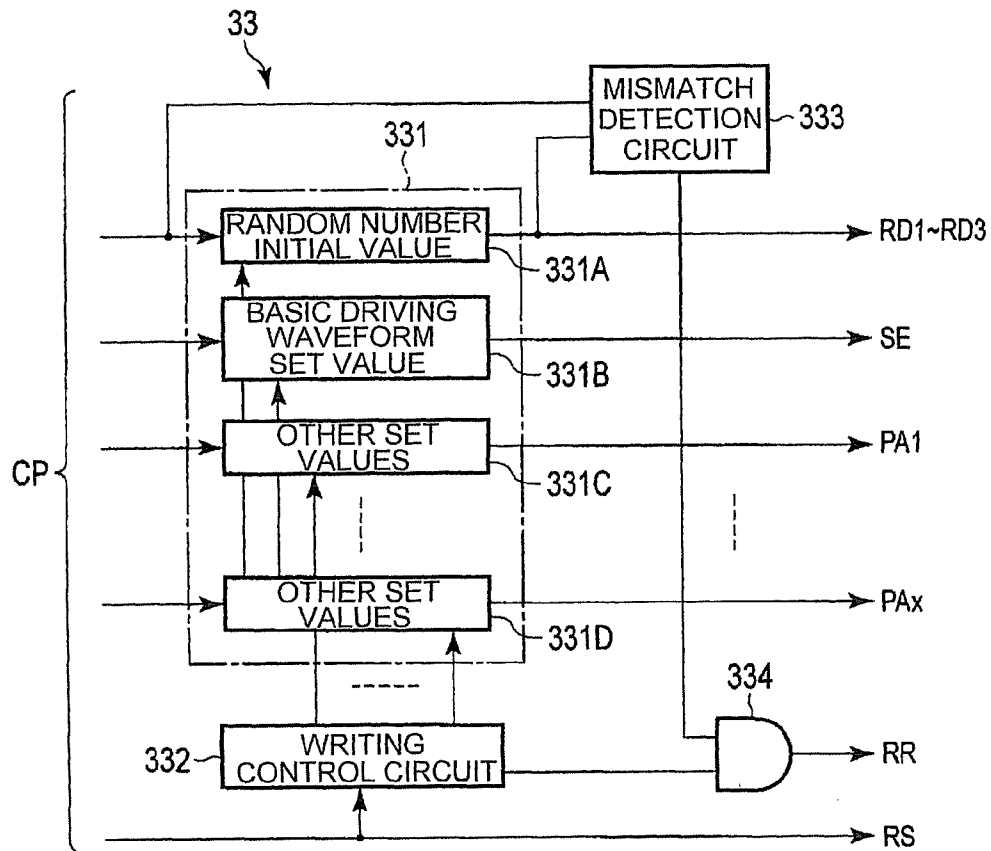 33
MISMATCH
DETECTION
CIRCUIT
333
331
RANDOM NUMBER
INITIAL VALUE
331A
RD1~RD3
BASIC DRIVING
WAVEFORM
SET VALUE
331B
SE
OTHER SET
VALUES
331C
PA1
CP
OTHER SET
VALUES
331D
PAx
334
332
WRITING
CONTROL CIRCUIT
RR
RS